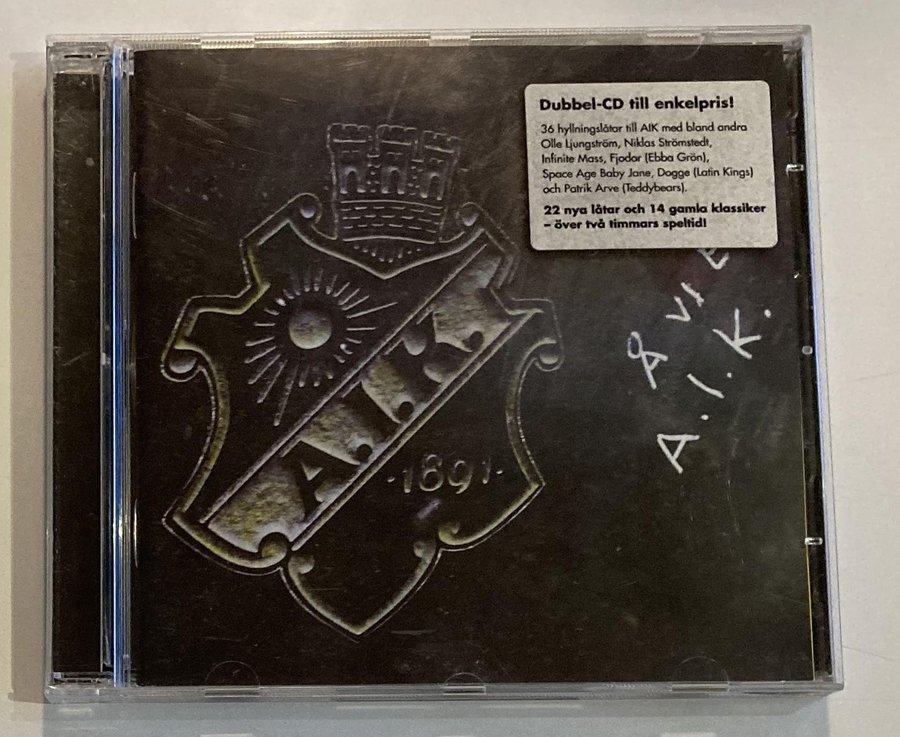 Dubbel-CD till enkelpris!
36 hyllningslåtar till AIK med bland andra
Olle Ljungström, Niklas Strömstedt,
Infinite Mass, Fjodor (Ebba Grön),
Space Age Baby Jane, Dogge (Latin Kings)
och Patrik Arve (Teddybears).
22 nya låtar och 14 gamla klassiker
– över två timmars speltid!
Å VI E
A.I.K.
A.I.K.
·1891·